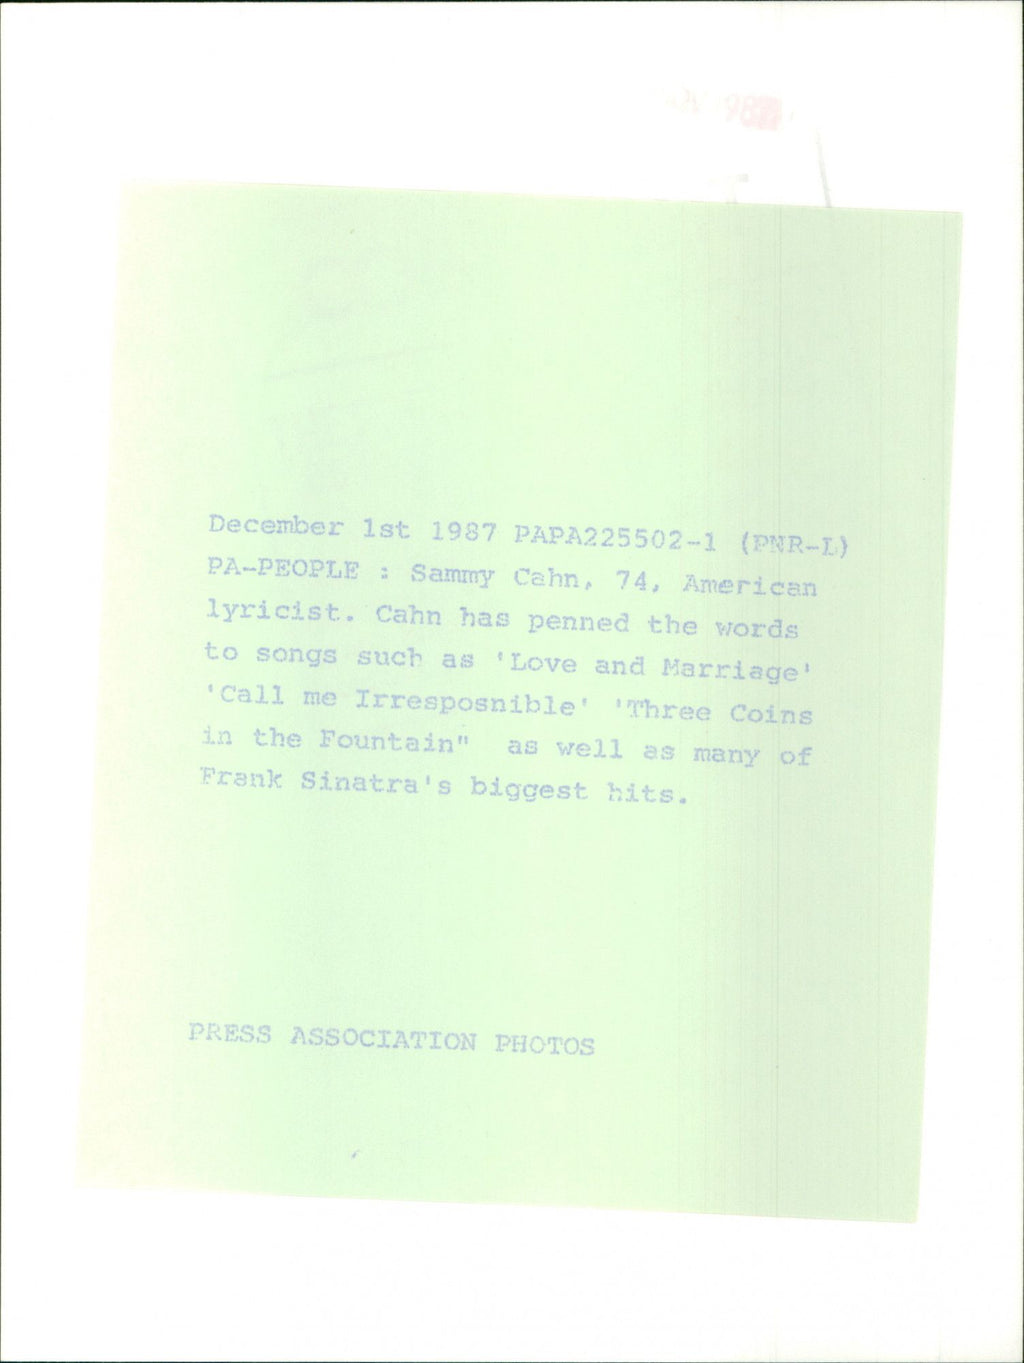 987
December 1st 1987 PAPA225502-1 (PNR-L)
PA-PEOPLE : Sammy Cahn, 74, American
lyricist. Cahn has penned the words
to songs such as 'Love and Marriage'
'Call me Irresposnible' 'Three Coins
in the Fountain" as well as many of
Frank Sinatra's biggest hits.
PRESS ASSOCIATION PHOTOS